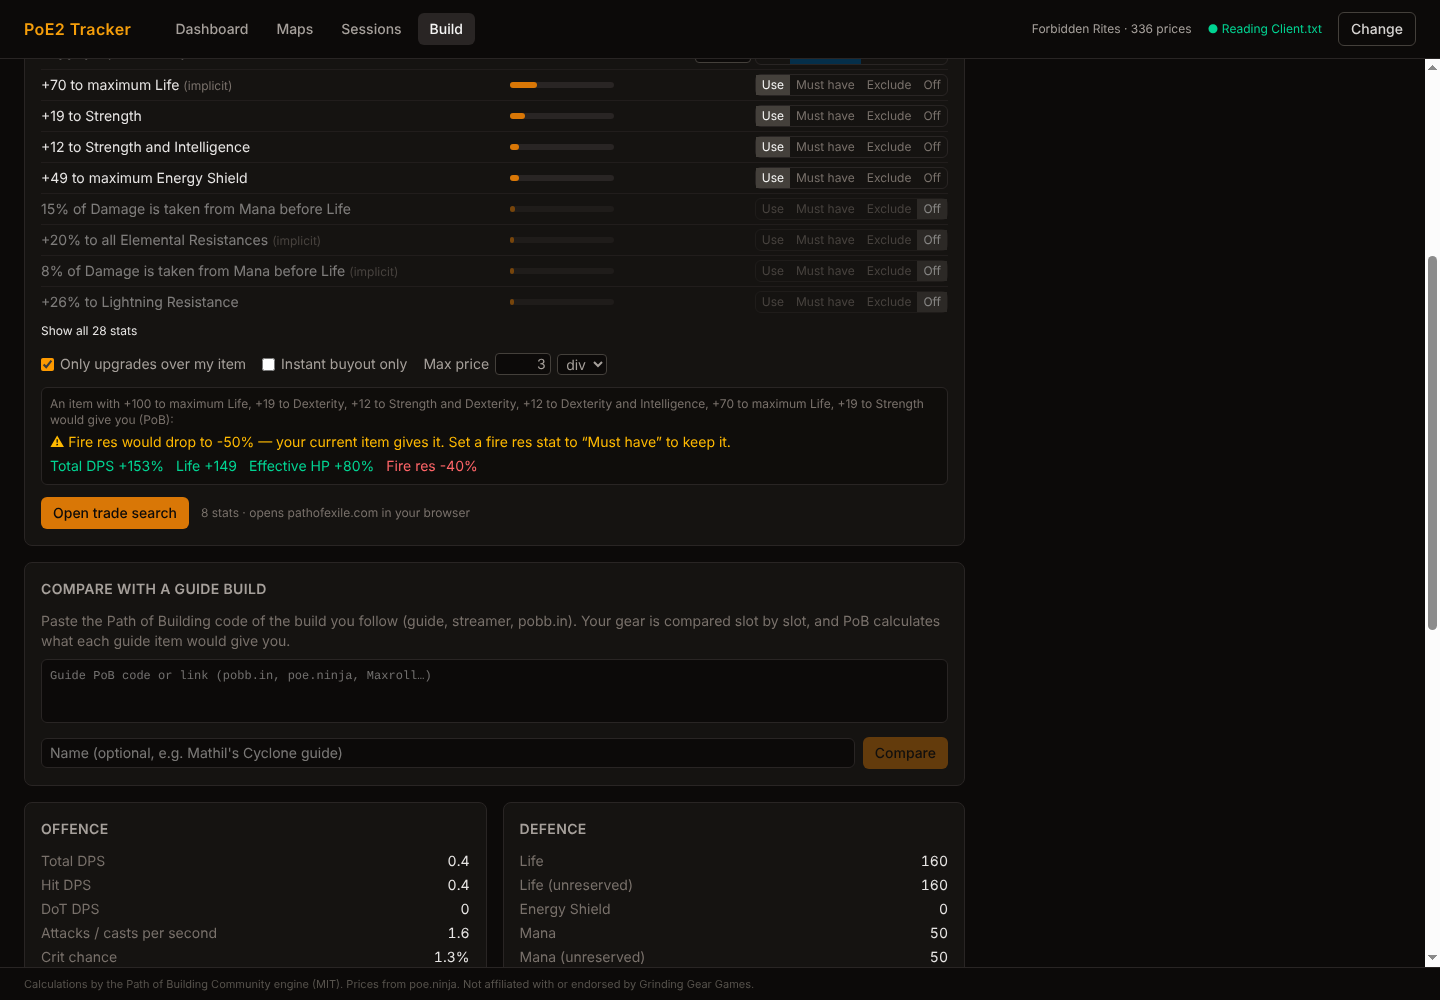 PoE2 Tracker Dashboard Maps Sessions Build Forbidden Rites · 336 prices Reading Client.txt Change
+70 to maximum Life (implicit) Use Must have Exclude Off
+19 to Strength Use Must have Exclude Off
+12 to Strength and Intelligence Use Must have Exclude Off
+49 to maximum Energy Shield Use Must have Exclude Off
15% of Damage is taken from Mana before Life Use Must have Exclude Off
+20% to all Elemental Resistances (implicit) Use Must have Exclude Off
8% of Damage is taken from Mana before Life (implicit) Use Must have Exclude Off
+26% to Lightning Resistance Use Must have Exclude Off
Show all 28 stats
Only upgrades over my item Instant buyout only Max price 3 div
An item with +100 to maximum Life, +19 to Dexterity, +12 to Strength and Dexterity, +12 to Dexterity and Intelligence, +70 to maximum Life, +19 to Strength
would give you (PoB):
⚠ Fire res would drop to -50% — your current item gives it. Set a fire res stat to “Must have” to keep it.
Total DPS +153% Life +149 Effective HP +80% Fire res -40%
Open trade search 8 stats · opens pathofexile.com in your browser
COMPARE WITH A GUIDE BUILD
Paste the Path of Building code of the build you follow (guide, streamer, pobb.in). Your gear is compared slot by slot, and PoB calculates
what each guide item would give you.
Guide PoB code or link (pobb.in, poe.ninja, Maxroll…)
Name (optional, e.g. Mathil's Cyclone guide) Compare
OFFENCE
Total DPS 0.4
Hit DPS 0.4
DoT DPS 0
Attacks / casts per second 1.6
Crit chance 1.3%
DEFENCE
Life 160
Life (unreserved) 160
Energy Shield 0
Mana 50
Mana (unreserved) 50
Calculations by the Path of Building Community engine (MIT). Prices from poe.ninja. Not affiliated with or endorsed by Grinding Gear Games.